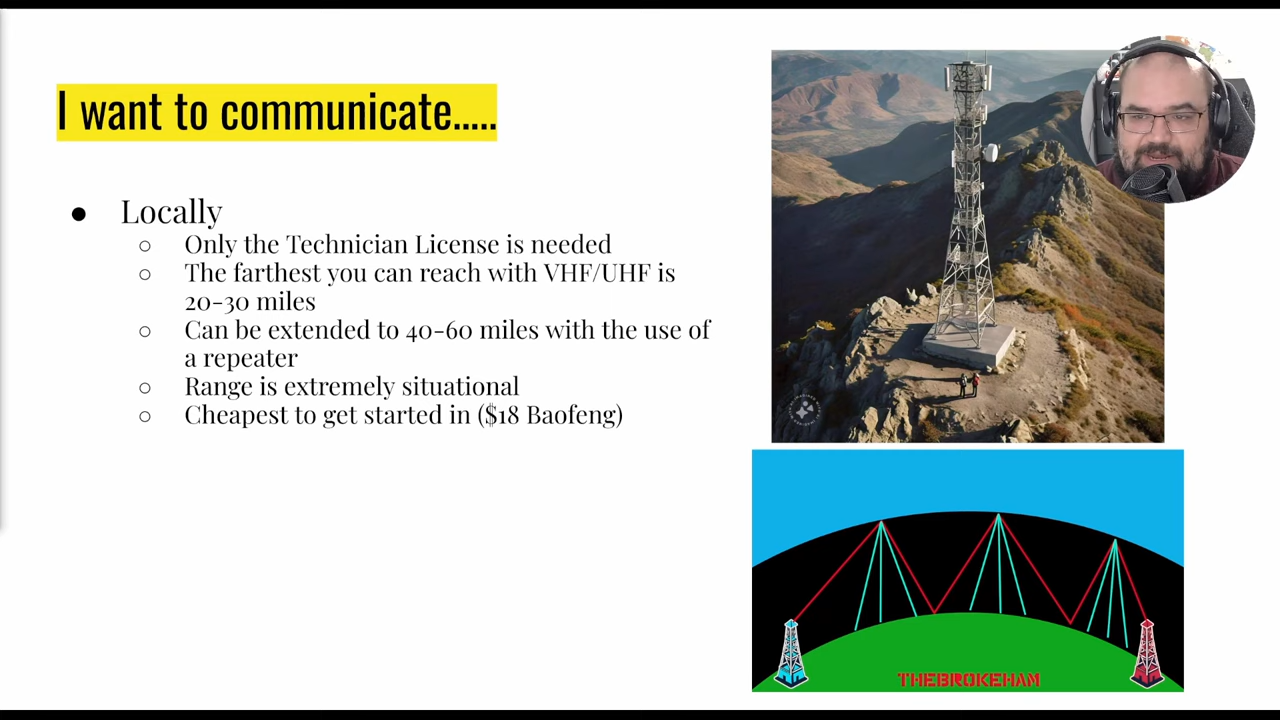 I want to communicate.....
● Locally
○ Only the Technician License is needed
○ The farthest you can reach with VHF/UHF is
20-30 miles
○ Can be extended to 40-60 miles with the use of
a repeater
○ Range is extremely situational
○ Cheapest to get started in ($18 Baofeng)
THEBROKEHAM